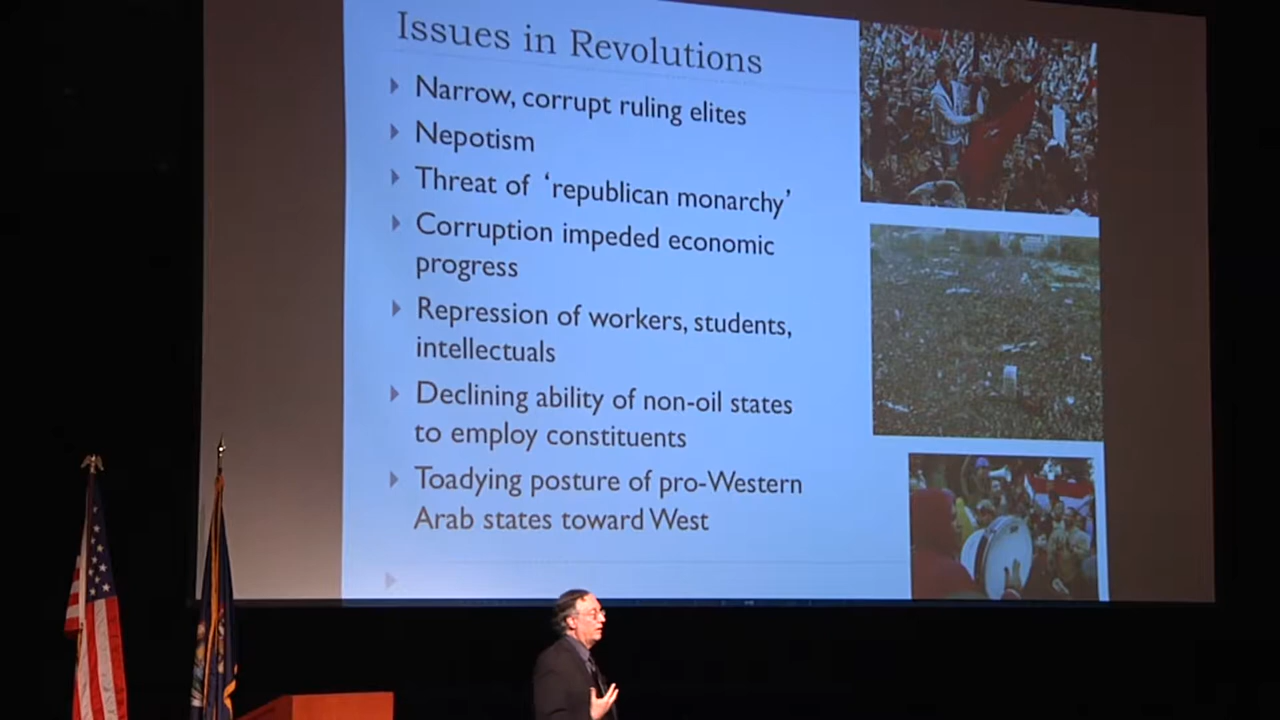 Issues in Revolutions
Narrow, corrupt ruling elites
Nepotism
Threat of ‘republican monarchy’
Corruption impeded economic
progress
Repression of workers, students,
intellectuals
Declining ability of non-oil states
to employ constituents
Toadying posture of pro-Western
Arab states toward West